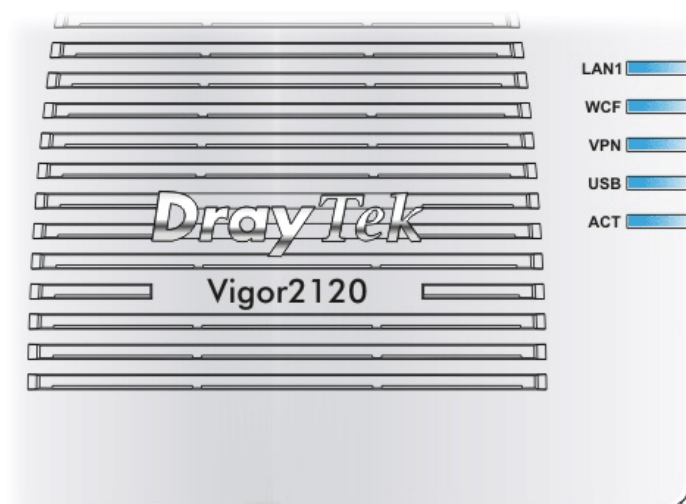 LAN1
WCF
VPN
USB
ACT
DrayTek
Vigor2120